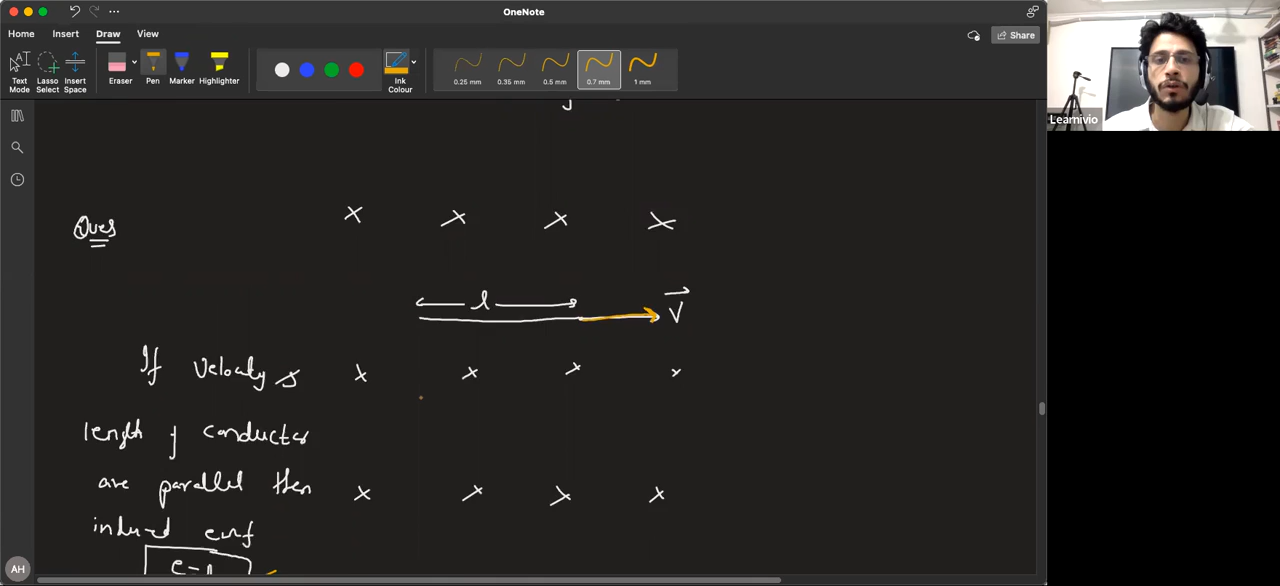 OneNote
Home Insert Draw View
Share
Text Mode
Lasso Select
Insert Space
Eraser
Pen
Marker
Highlighter
Ink Colour
0.25 mm
0.35 mm
0.5 mm
0.7 mm
1 mm
Learnivio
Ques
x x x x
l
V
If Velocity &
x x x x
length of conductor
are parallel then
x x x x
induced emf
AH